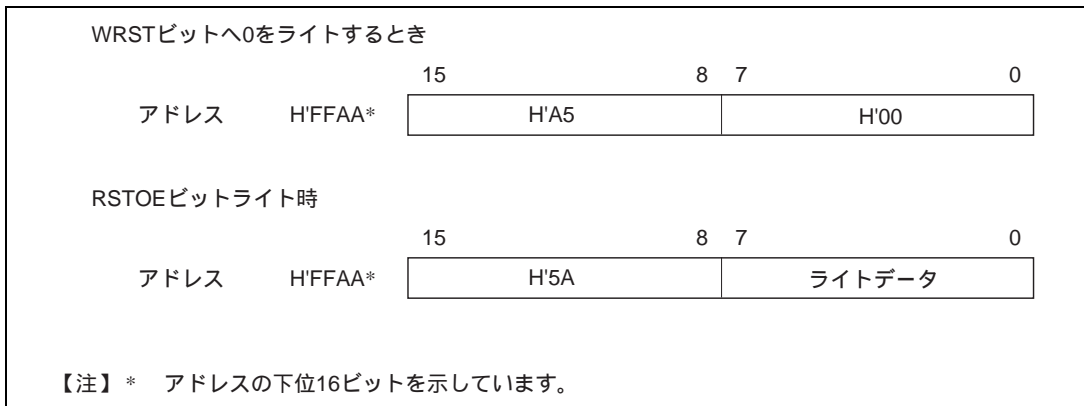 WRSTビットへ0をライトするとき
15 8 7 0
アドレス H'FFAA* H'A5 H'00
RSTOEビットライト時
15 8 7 0
アドレス H'FFAA* H'5A ライトデータ
【注】* アドレスの下位16ビットを示しています。